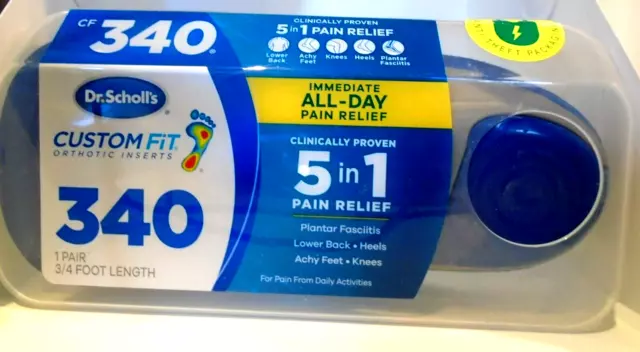 CF 340
CLINICALLY PROVEN
5 in 1 PAIN RELIEF
Lower Back
Achy Feet
Knees
Heels
Plantar Fasciitis
Dr. Scholl's
CUSTOM FiT
ORTHOTIC INSERTS
340
1 PAIR
3/4 FOOT LENGTH
IMMEDIATE
ALL-DAY
PAIN RELIEF
CLINICALLY PROVEN
5 in 1
PAIN RELIEF
Plantar Fasciitis
Lower Back • Heels
Achy Feet • Knees
For Pain From Daily Activities
THEFT PACKAGIN